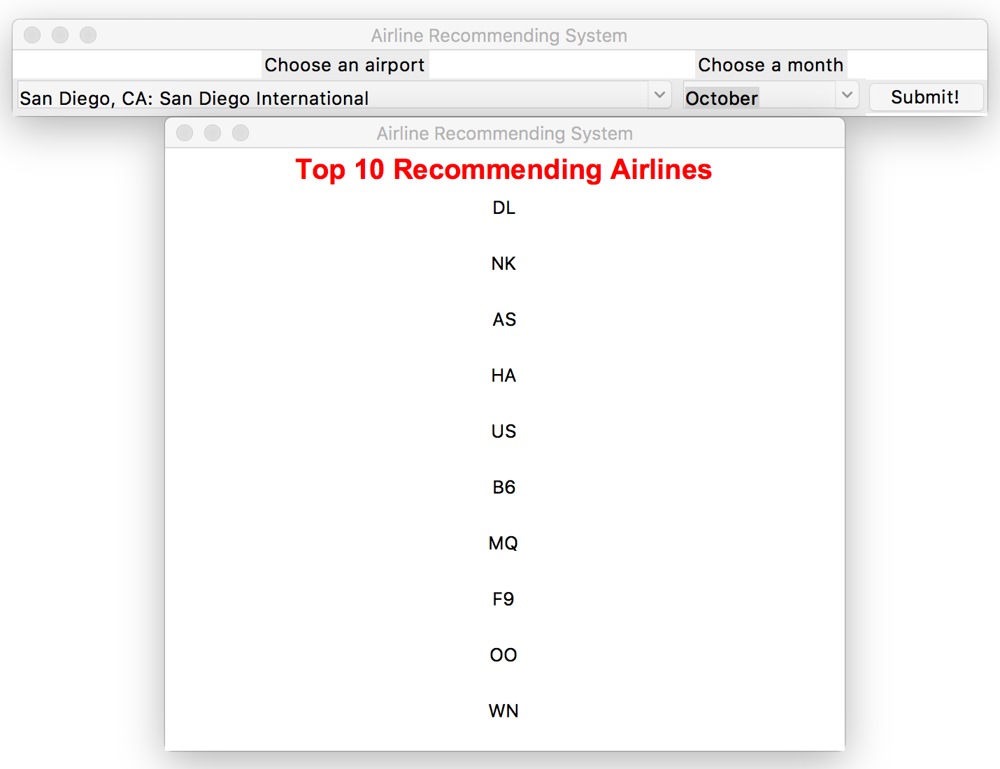 Airline Recommending System
Choose an airport Choose a month
San Diego, CA: San Diego International October Submit!
Airline Recommending System
Top 10 Recommending Airlines
DL
NK
AS
HA
US
B6
MQ
F9
OO
WN